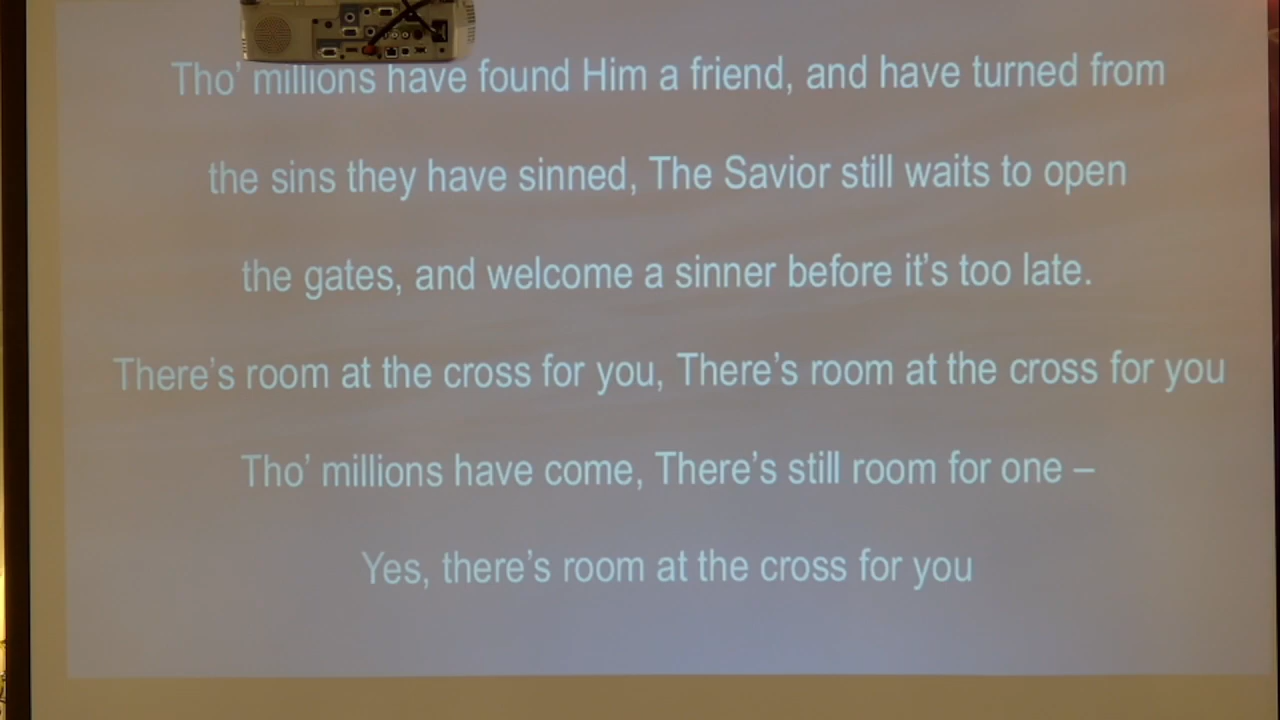 Tho’ millions have found Him a friend, and have turned from
the sins they have sinned, The Savior still waits to open
the gates, and welcome a sinner before it’s too late.
There’s room at the cross for you, There’s room at the cross for you
Tho’ millions have come, There’s still room for one –
Yes, there’s room at the cross for you